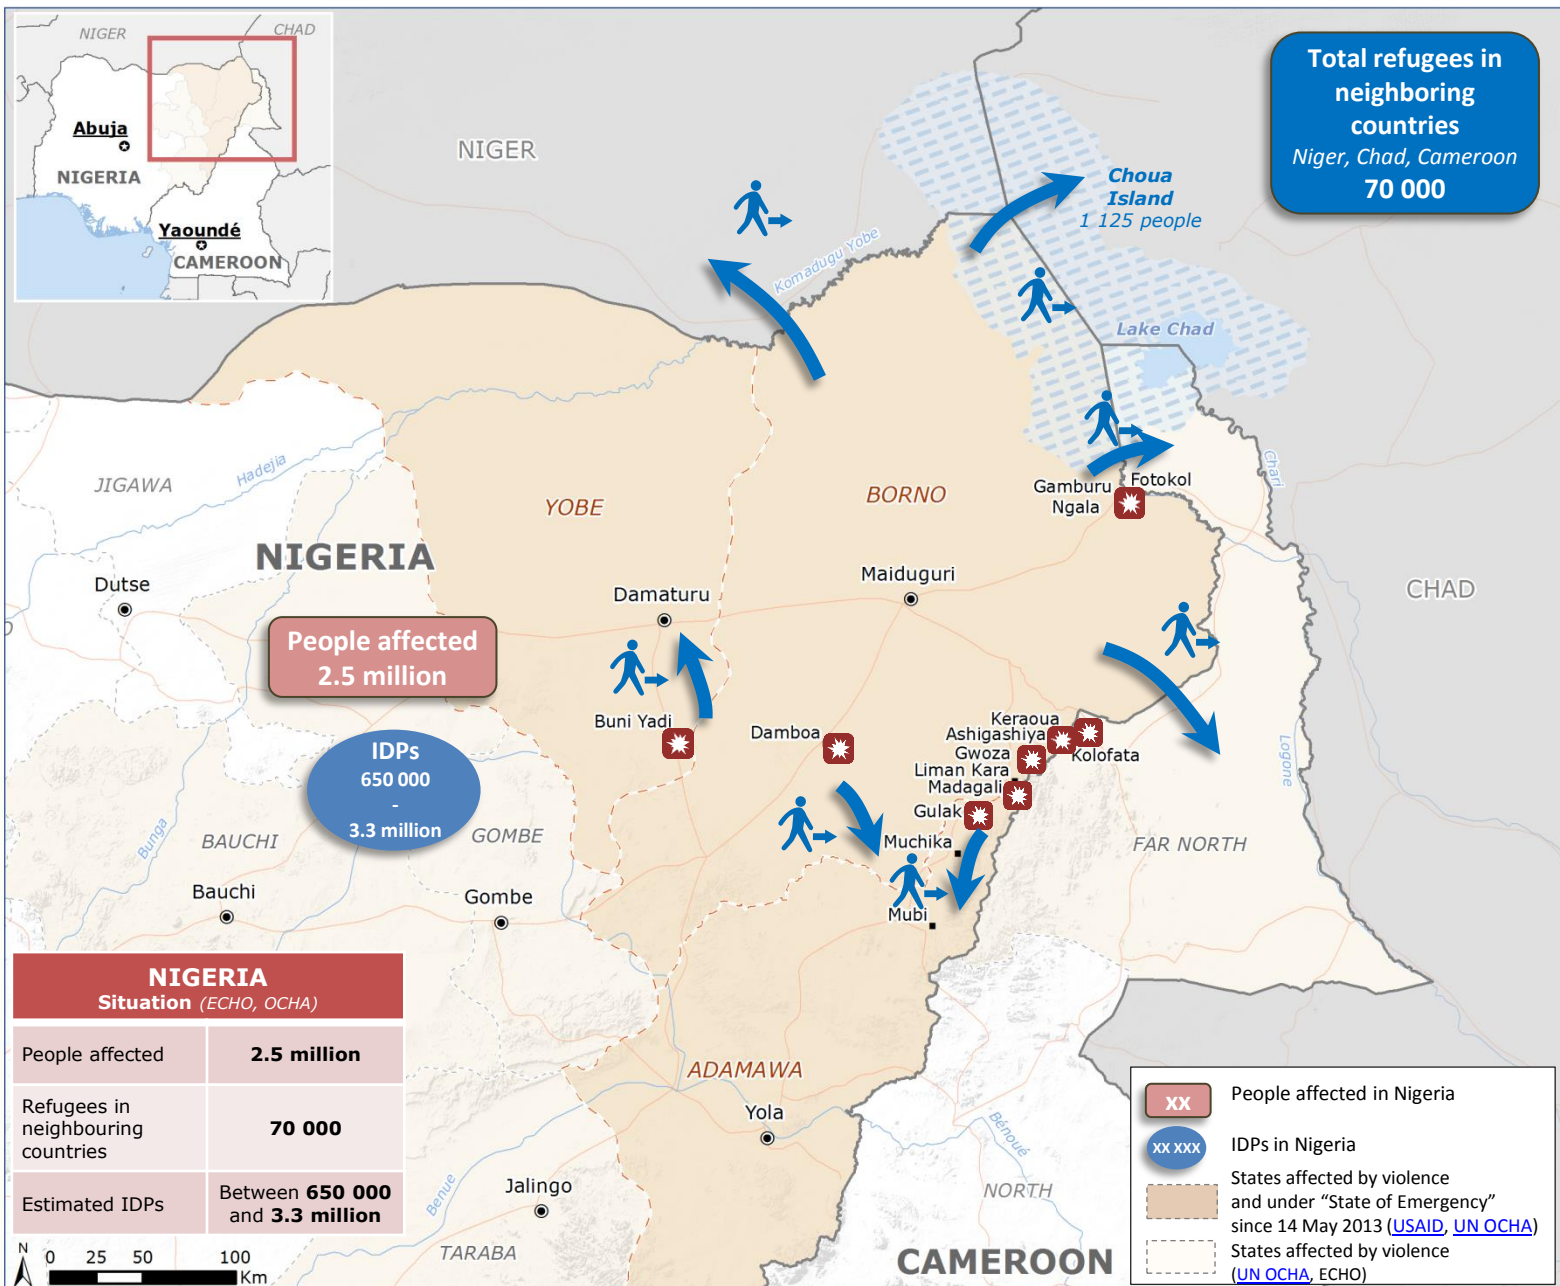 NIGER
CHAD
Abuja
NIGERIA
Yaoundé
CAMEROON
Total refugees in
neighboring
countries
Niger, Chad, Cameroon
70 000
NIGER
Choua
Island
1 125 people
Komadugu Yobe
Lake Chad
Hadejia
JIGAWA
YOBE
BORNO
Gamburu
Ngala
Fotokol
Chari
NIGERIA
Dutse
Damaturu
Maiduguri
CHAD
People affected
2.5 million
Buni Yadi
Damboa
Keraoua
Ashigashiya
Gwoza
Kolofata
Liman Kara
Madagali
Gulak
Logone
IDPs
650 000
-
3.3 million
Bunga
BAUCHI
GOMBE
Muchika
FAR NORTH
Bauchi
Gombe
Mubi
NIGERIA
Situation (ECHO, OCHA)
People affected
2.5 million
Refugees in
neighbouring
countries
70 000
Estimated IDPs
Between 650 000
and 3.3 million
ADAMAWA
Yola
Bénoué
Benue
Jalingo
NORTH
TARABA
CAMEROON
N
0 25 50 100
Km
XX
People affected in Nigeria
XX XXX
IDPs in Nigeria
States affected by violence
and under “State of Emergency”
since 14 May 2013 (USAID, UN OCHA)
States affected by violence
(UN OCHA, ECHO)